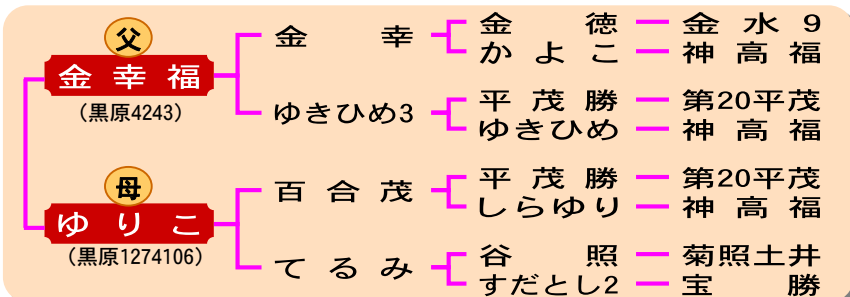 父
金幸福
(黒原4243)
金幸
ゆきひめ3
金徳 金水9
かよこ 神高福
平茂勝 第20平茂
ゆきひめ 神高福
母
ゆりこ
(黒原1274106)
百合茂
てるみ
平茂勝 第20平茂
しらゆり 神高福
谷照 菊照土井
すだとし2 宝勝